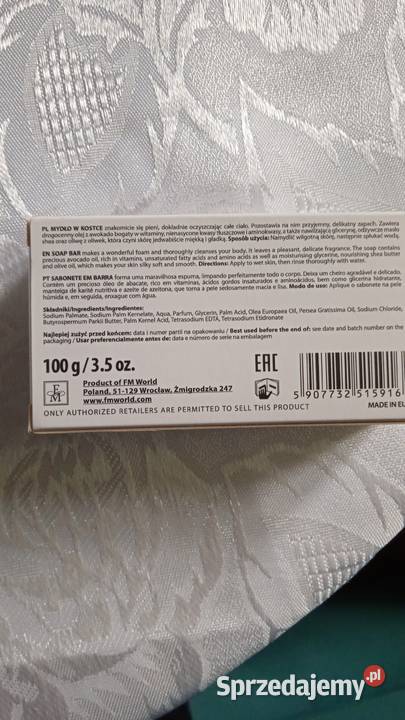 PL MYDŁO W KOSTCE znakomicie się pieni, dokładnie oczyszczając całe ciało. Pozostawia na nim przyjemny, delikatny zapach. Zawiera
drogocenny olej z awokado bogaty w witaminy, nienasycone kwasy tłuszczowe i aminokwasy, a także nawilżającą glicerynę, odżywcze masło
shea oraz oliwę z oliwek, która czyni skórę jedwabiście miękką i gładką. Sposób użycia: Namydlić wilgotną skórę, następnie spłukać wodą.
EN SOAP BAR makes a wonderful foam and thoroughly cleanses your body. It leaves a pleasant, delicate fragrance. The soap contains
precious avocado oil, rich in vitamins, unsaturated fatty acids and amino acids as well as moisturising glycerine, nourishing shea butter
and olive oil, which makes your skin silky soft and smooth. Directions: Apply to wet skin, then rinse thoroughly with water.
PT SABONETE EM BARRA forma uma maravilhosa espuma, limpando perfeitamente todo o corpo. Deixa um cheiro agradável e delicado.
Contém um precioso óleo de abacate, rico em vitaminas, ácidos gordos insaturados e aminoácidos, bem como glicerina hidratante,
manteiga de karité nutritiva e azeite de azeitona, que torna a pele sedosamente macia e lisa. Modo de uso: Aplique o sabonete na pele
húmida e, em seguida, enxague com água.
Składniki/Ingredients/Ingredientes:
Sodium Palmate, Sodium Palm Kernelate, Aqua, Parfum, Glycerin, Palm Acid, Olea Europaea Oil, Persea Gratissima Oil, Sodium Chloride,
Butyrospermum Parkii Butter, Palm Kernel Acid, Tetrasodium EDTA, Tetrasodium Etidronate
Najlepiej zużyć przed końcem: data i numer partii na opakowaniu / Best used before the end of: see date and batch number on the
packaging / Usar preferencialmente antes de: data e número de serie na embalagem
100 g / 3.5 oz.
EAC
FM
Product of FM World
Poland, 51-129 Wrocław, Żmigrodzka 247
www.fmworld.com
5 907732 515916
ONLY AUTHORIZED RETAILERS ARE PERMITTED TO SELL THIS PRODUCT
MADE IN EU
Sprzedajemy.pl